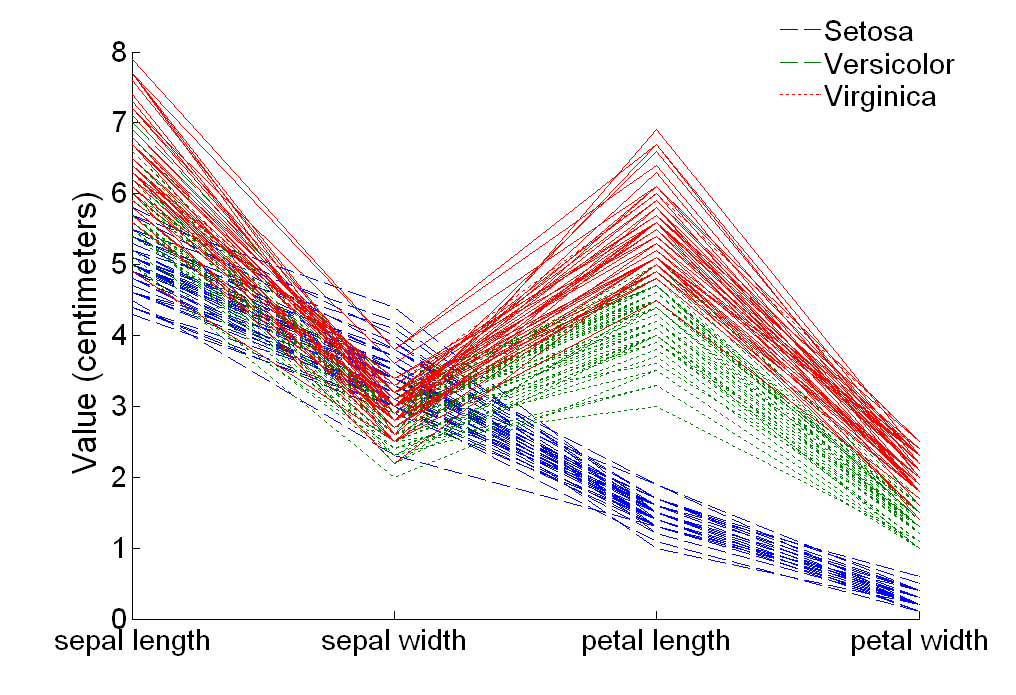 Setosa
Versicolor
Virginica
Value (centimeters)
8
7
6
5
4
3
2
1
0
sepal length
sepal width
petal length
petal width